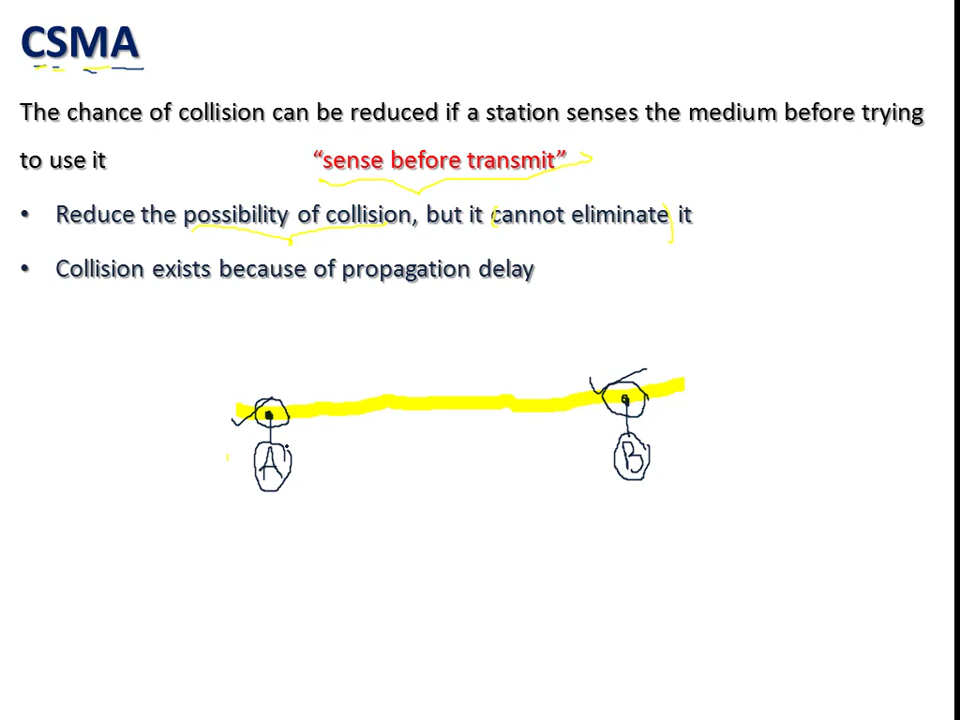 CSMA
The chance of collision can be reduced if a station senses the medium before trying
to use it “sense before transmit”
• Reduce the possibility of collision, but it cannot eliminate it
• Collision exists because of propagation delay
A B